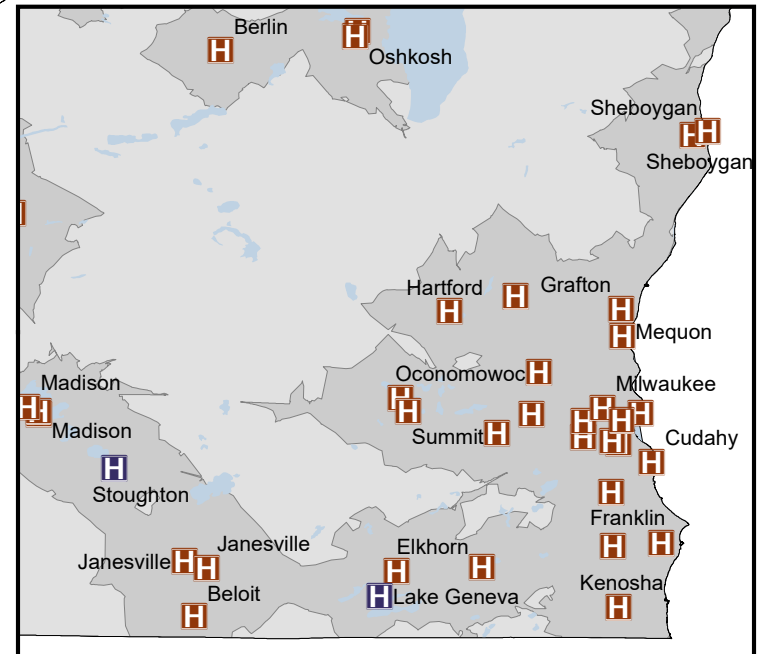 Berlin
H
H
Oshkosh
Sheboygan
H
H
Sheboygan
Hartford
H
H
Grafton
H
H
Mequon
Oconomowoc
H
Madison
H
H
Madison
H
H
Summit
H
H
Milwaukee
H
H
H
H
H
H
H
Cudahy
H
H
Stoughton
H
Franklin
H
H
Janesville
Janesville
H
H
Elkhorn
H
H
Beloit
H
H
Lake Geneva
Kenosha
H